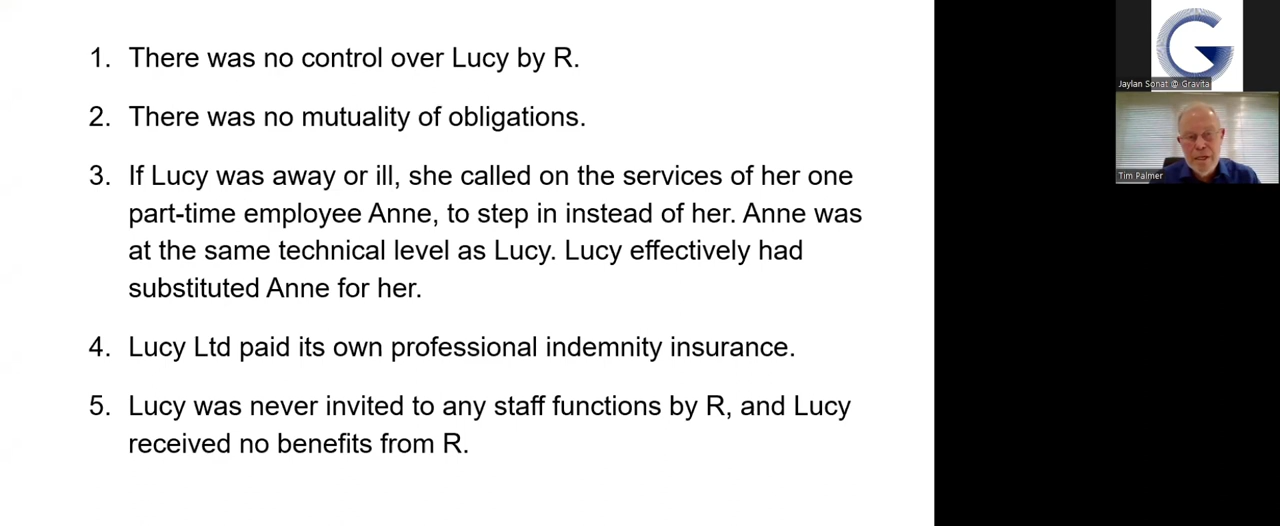 1. There was no control over Lucy by R.
2. There was no mutuality of obligations.
3. If Lucy was away or ill, she called on the services of her one
part-time employee Anne, to step in instead of her. Anne was
at the same technical level as Lucy. Lucy effectively had
substituted Anne for her.
4. Lucy Ltd paid its own professional indemnity insurance.
5. Lucy was never invited to any staff functions by R, and Lucy
received no benefits from R.
G
Jaylan Sonat @ Gravita
Tim Palmer